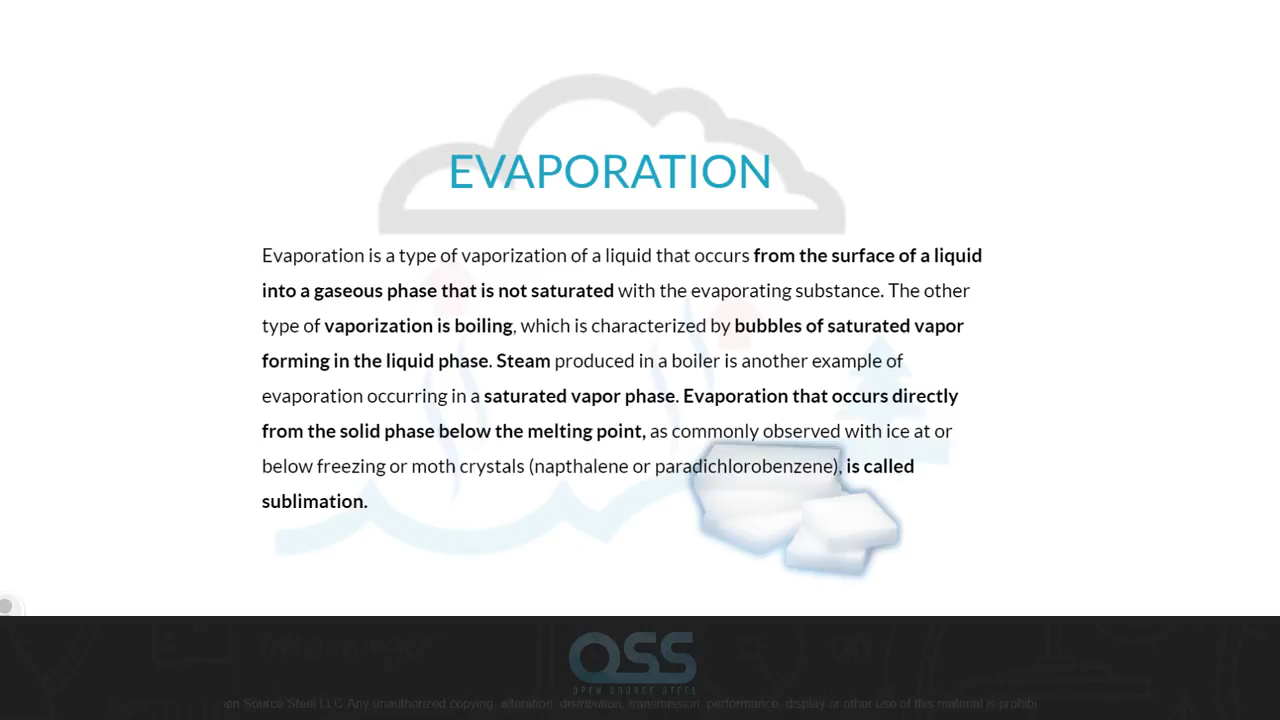 EVAPORATION
Evaporation is a type of vaporization of a liquid that occurs from the surface of a liquid
into a gaseous phase that is not saturated with the evaporating substance. The other
type of vaporization is boiling, which is characterized by bubbles of saturated vapor
forming in the liquid phase. Steam produced in a boiler is another example of
evaporation occurring in a saturated vapor phase. Evaporation that occurs directly
from the solid phase below the melting point, as commonly observed with ice at or
below freezing or moth crystals (napthalene or paradichlorobenzene), is called
sublimation.
OSS
OPEN SOURCE STEEL
Source Steel LLC Any unauthorized copying, alteration, distribution, transmission, performance, display or other use of this material is